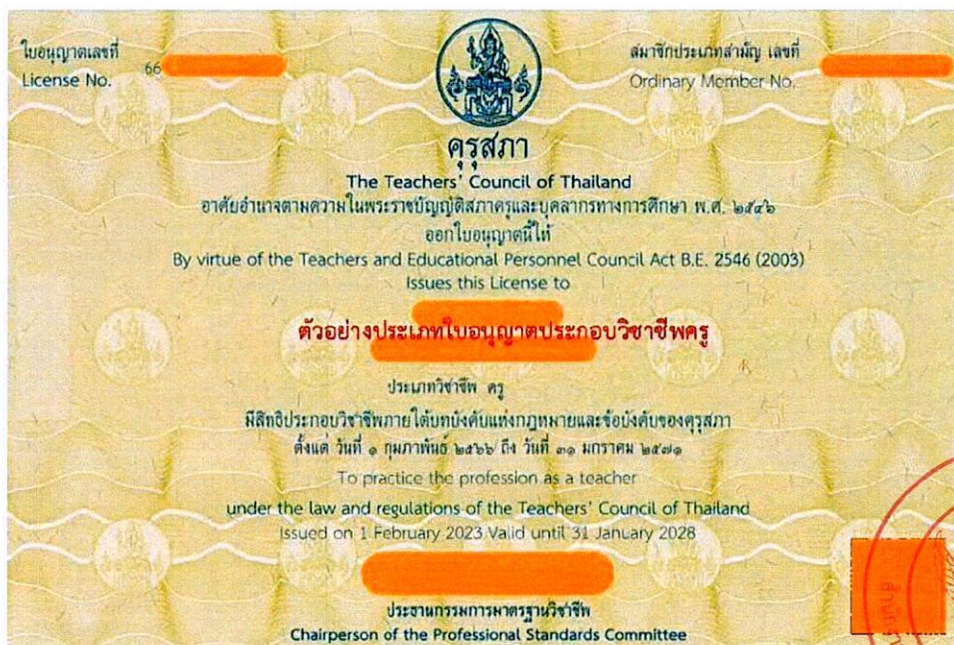 ใบอนุญาตเลขที่
License No. 66
สมาชิกประเภทสามัญ เลขที่
Ordinary Member No.
คุรุสภา
The Teachers' Council of Thailand
อาศัยอำนาจตามความในพระราชบัญญัติสภาครูและบุคลากรทางการศึกษา พ.ศ. ๒๕๔๖
ออกใบอนุญาตนี้ให้
By virtue of the Teachers and Educational Personnel Council Act B.E. 2546 (2003)
Issues this License to
ตัวอย่างประเภทใบอนุญาตประกอบวิชาชีพครู
ประเภทวิชาชีพ ครู
มีสิทธิประกอบวิชาชีพภายใต้บทบังคับแห่งกฎหมายและข้อบังคับของคุรุสภา
ตั้งแต่ วันที่ ๑ กุมภาพันธ์ ๒๕๖๖ ถึง วันที่ ๓๑ มกราคม ๒๕๗๑
To practice the profession as a teacher
under the law and regulations of the Teachers' Council of Thailand
Issued on 1 February 2023 Valid until 31 January 2028
ประธานกรรมการมาตรฐานวิชาชีพ
Chairperson of the Professional Standards Committee